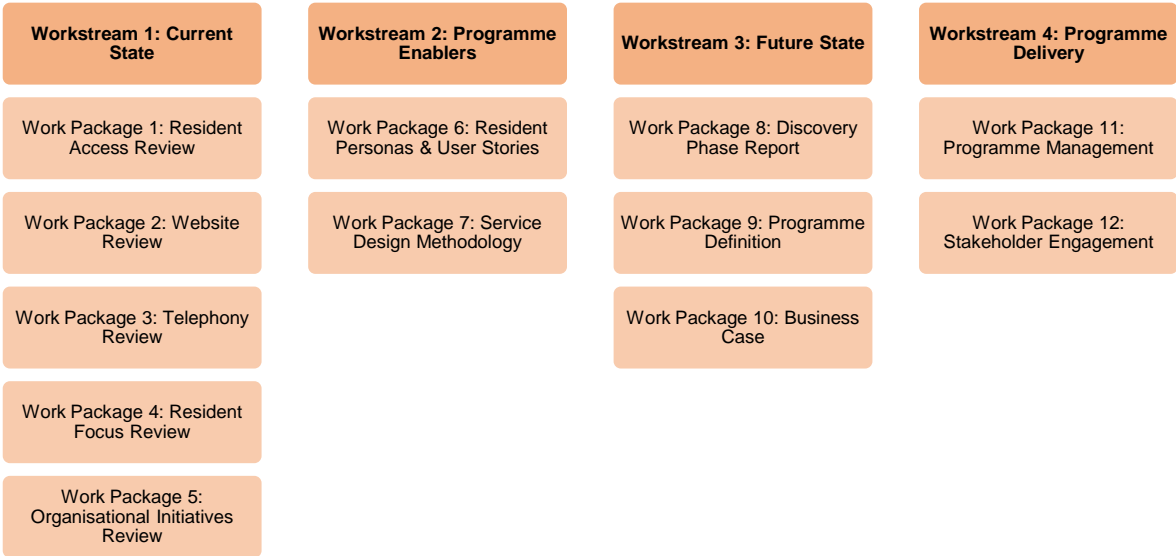 Workstream 1: Current
State
Work Package 1: Resident
Access Review
Work Package 2: Website
Review
Work Package 3: Telephony
Review
Work Package 4: Resident
Focus Review
Work Package 5:
Organisational Initiatives
Review
Workstream 2: Programme
Enablers
Work Package 6: Resident
Personas & User Stories
Work Package 7: Service
Design Methodology
Workstream 3: Future State
Work Package 8: Discovery
Phase Report
Work Package 9: Programme
Definition
Work Package 10: Business
Case
Workstream 4: Programme
Delivery
Work Package 11:
Programme Management
Work Package 12:
Stakeholder Engagement